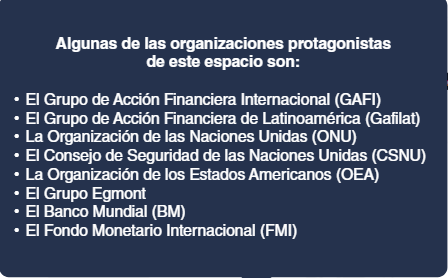 Algunas de las organizaciones protagonistas
de este espacio son:
• El Grupo de Acción Financiera Internacional (GAFI)
• El Grupo de Acción Financiera de Latinoamérica (Gafilat)
• La Organización de las Naciones Unidas (ONU)
• El Consejo de Seguridad de las Naciones Unidas (CSNU)
• La Organización de los Estados Americanos (OEA)
• El Grupo Egmont
• El Banco Mundial (BM)
• El Fondo Monetario Internacional (FMI)